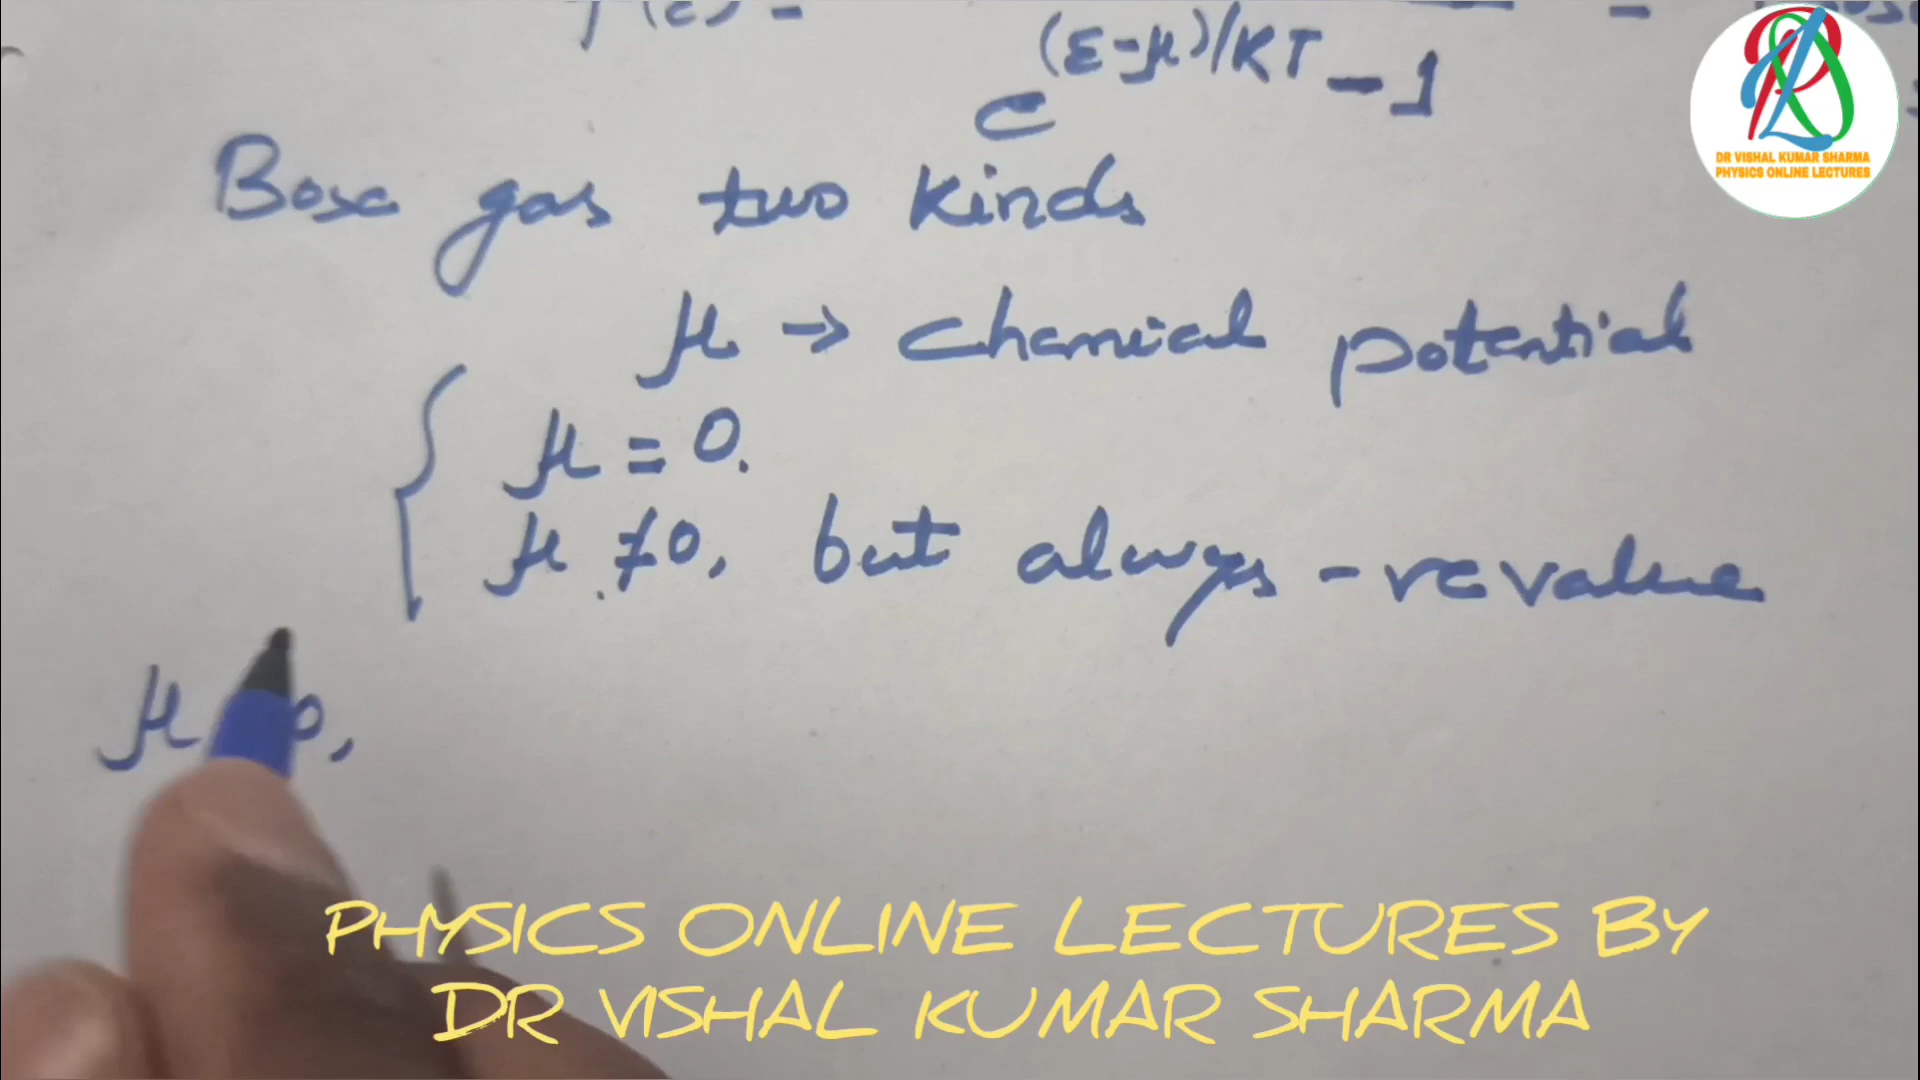 f(ε) =
e^(ε-μ)/KT - 1
Bose gas two kinds
μ → chemical potential
μ = 0.
μ ≠ 0, but always -ve value
μ 0,
DR VISHAL KUMAR SHARMA
PHYSICS ONLINE LECTURES
PHYSICS ONLINE LECTURES BY
DR VISHAL KUMAR SHARMA